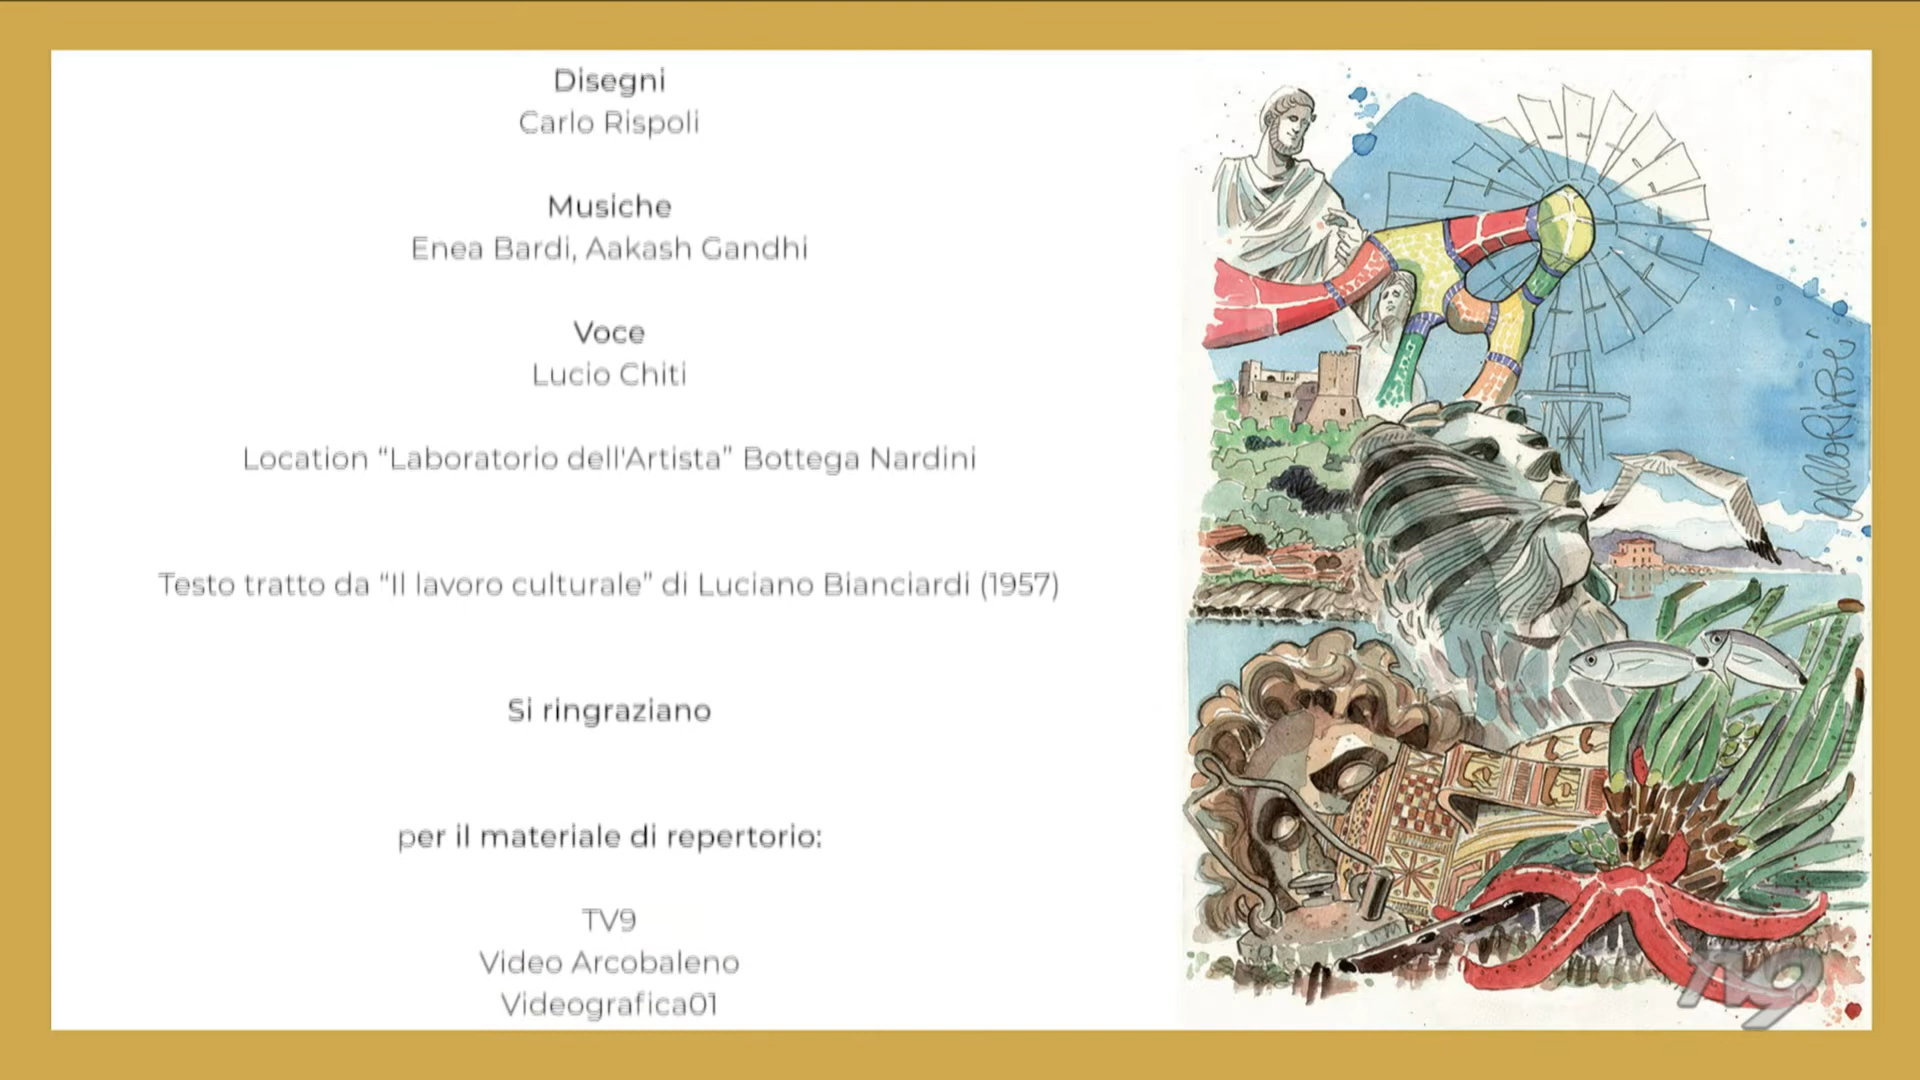 Disegni
Carlo Rispoli
Musiche
Enea Bardi, Aakash Gandhi
Voce
Lucio Chiti
Location “Laboratorio dell'Artista” Bottega Nardini
Testo tratto da “Il lavoro culturale” di Luciano Bianciardi (1957)
Si ringraziano
per il materiale di repertorio:
TV9
Video Arcobaleno
Videografica01
TV9